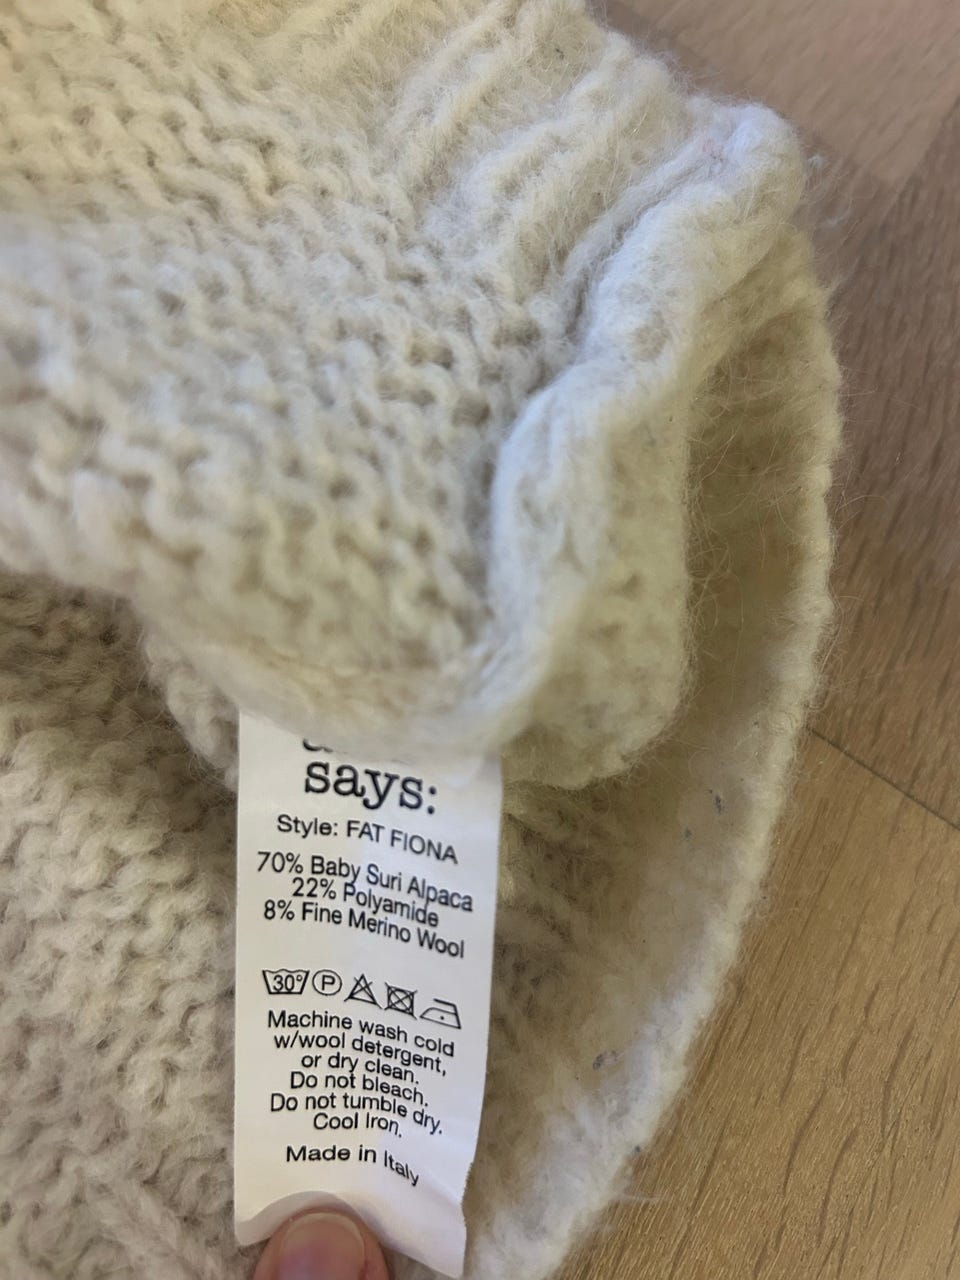 says:
Style: FAT FIONA
70% Baby Suri Alpaca
22% Polyamide
8% Fine Merino Wool
30° P
Machine wash cold
w/wool detergent,
or dry clean.
Do not bleach.
Do not tumble dry.
Cool Iron.
Made in Italy